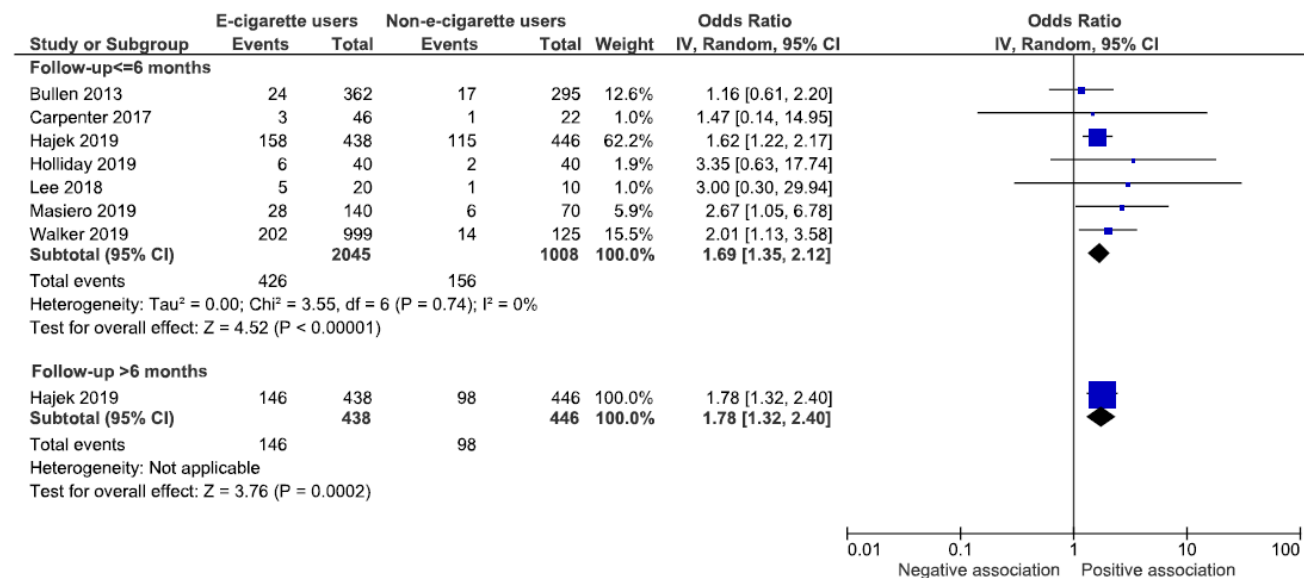 E-cigarette users Non-e-cigarette users Odds Ratio Odds Ratio
Study or Subgroup Events Total Events Total Weight IV, Random, 95% CI IV, Random, 95% CI
Follow-up<=6 months
Bullen 2013 24 362 17 295 12.6% 1.16 [0.61, 2.20]
Carpenter 2017 3 46 1 22 1.0% 1.47 [0.14, 14.95]
Hajek 2019 158 438 115 446 62.2% 1.62 [1.22, 2.17]
Holliday 2019 6 40 2 40 1.9% 3.35 [0.63, 17.74]
Lee 2018 5 20 1 10 1.0% 3.00 [0.30, 29.94]
Masiero 2019 28 140 6 70 5.9% 2.67 [1.05, 6.78]
Walker 2019 202 999 14 125 15.5% 2.01 [1.13, 3.58]
Subtotal (95% CI) 2045 1008 100.0% 1.69 [1.35, 2.12]
Total events 426 156
Heterogeneity: Tau² = 0.00; Chi² = 3.55, df = 6 (P = 0.74); I² = 0%
Test for overall effect: Z = 4.52 (P < 0.00001)
Follow-up >6 months
Hajek 2019 146 438 98 446 100.0% 1.78 [1.32, 2.40]
Subtotal (95% CI) 438 446 100.0% 1.78 [1.32, 2.40]
Total events 146 98
Heterogeneity: Not applicable
Test for overall effect: Z = 3.76 (P = 0.0002)
0.01 0.1 1 10 100
Negative association Positive association